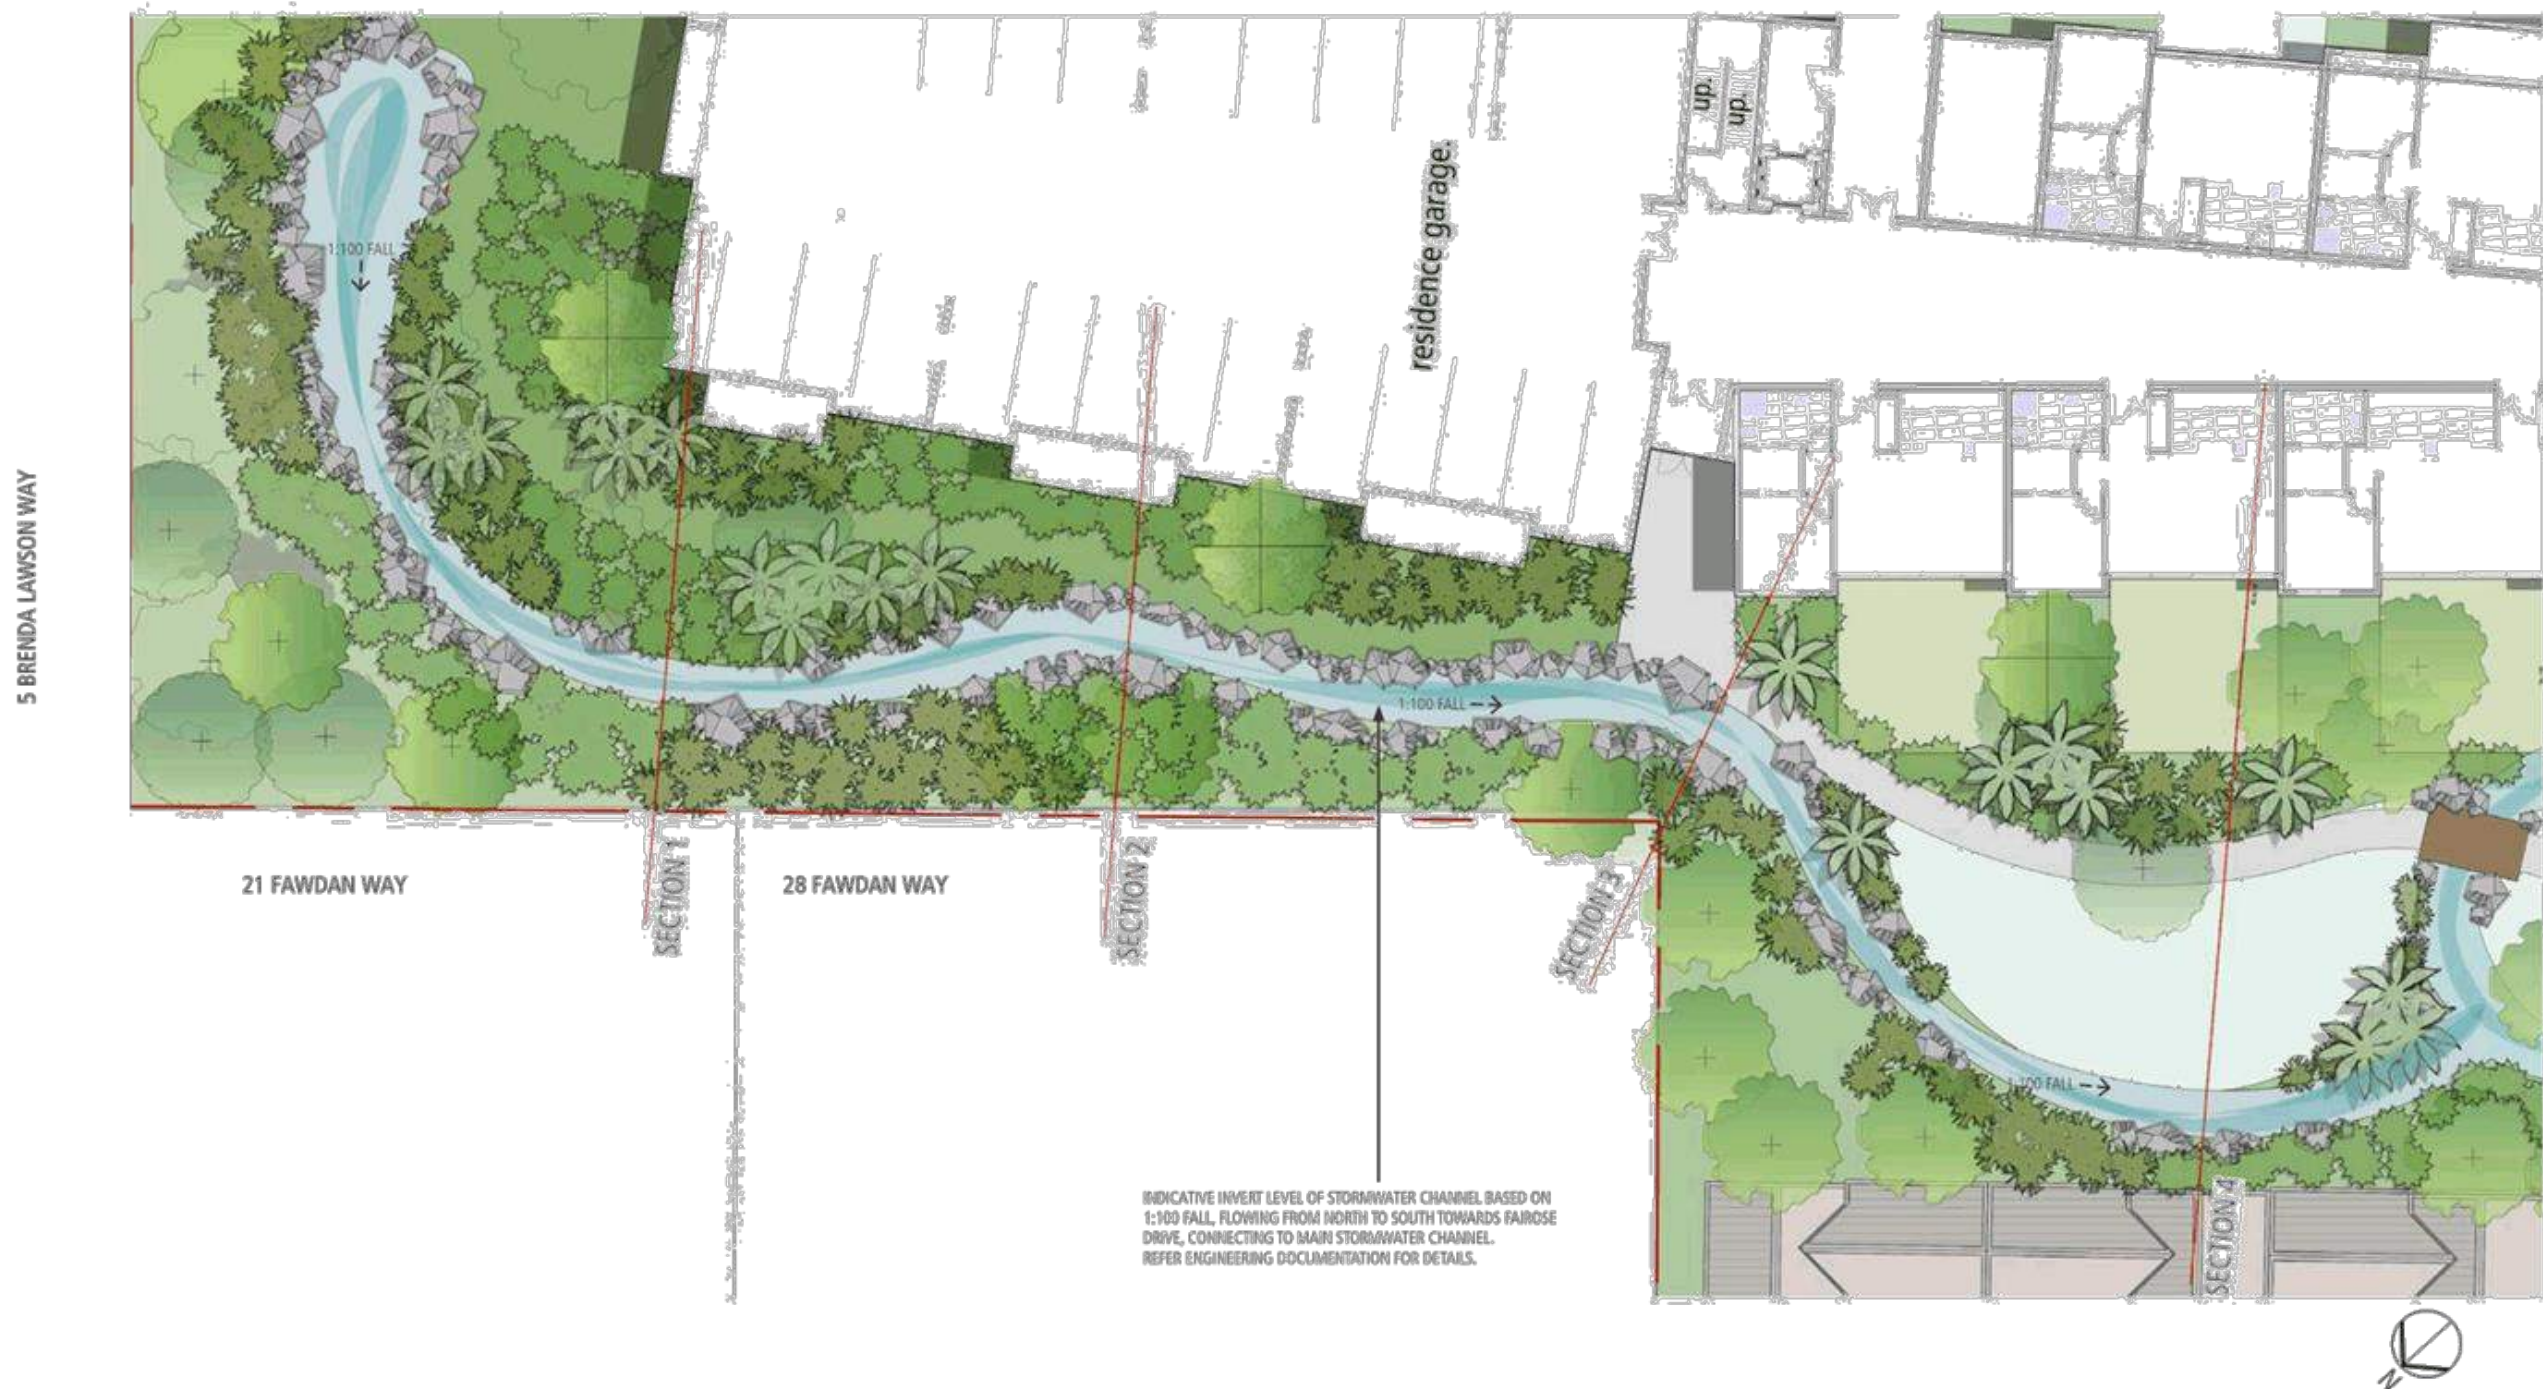 up.
up.
residence garage.
1:100 FALL
5 BRENDA LAWSON WAY
1:100 FALL
21 FAWDAN WAY
SECTION 1
28 FAWDAN WAY
SECTION 2
SECTION 3
1:100 FALL
INDICATIVE INVERT LEVEL OF STORMWATER CHANNEL BASED ON
1:100 FALL, FLOWING FROM NORTH TO SOUTH TOWARDS FAIROSE
DRIVE, CONNECTING TO MAIN STORMWATER CHANNEL.
REFER ENGINEERING DOCUMENTATION FOR DETAILS.
SECTION 4
N